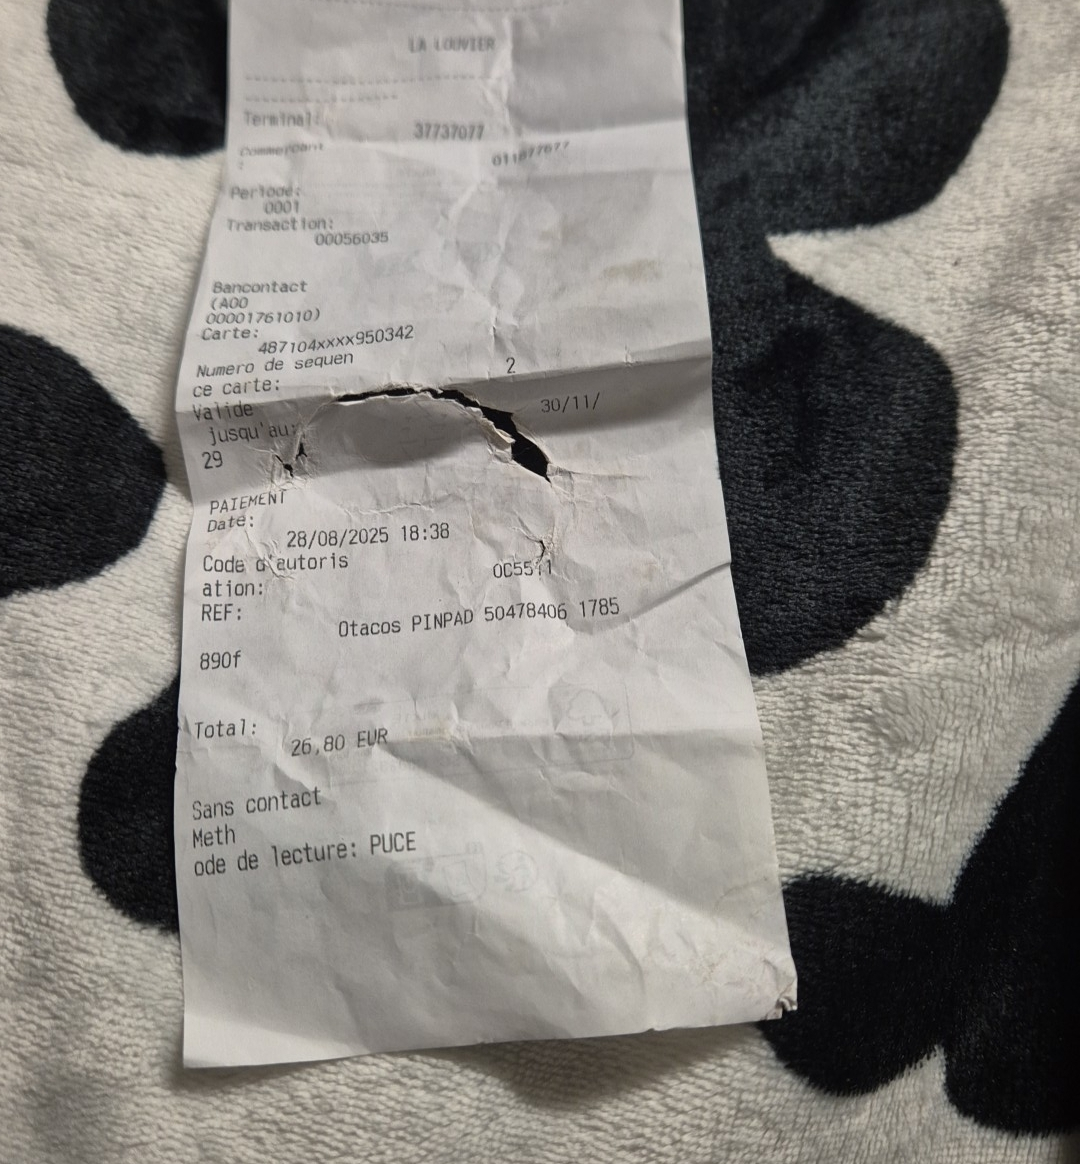 LA LOUVIER
--------------------------------
--------------------
Terminal:
37737077
Commerçant
:
Periode:
0001
Transaction:
00056035
Bancontact
(A00
00001761010)
Carte:
487104xxxx950342
Numero de sequen
ce carte: 2
Valide 30/11/
jusqu'au:
29
PAIEMENT
Date:
28/08/2025 18:38
Code d'autoris
ation:
REF:
Otacos PINPAD 50478406 1785
890f
Total:
26,80 EUR
Sans contact
Meth
ode de lecture: PUCE